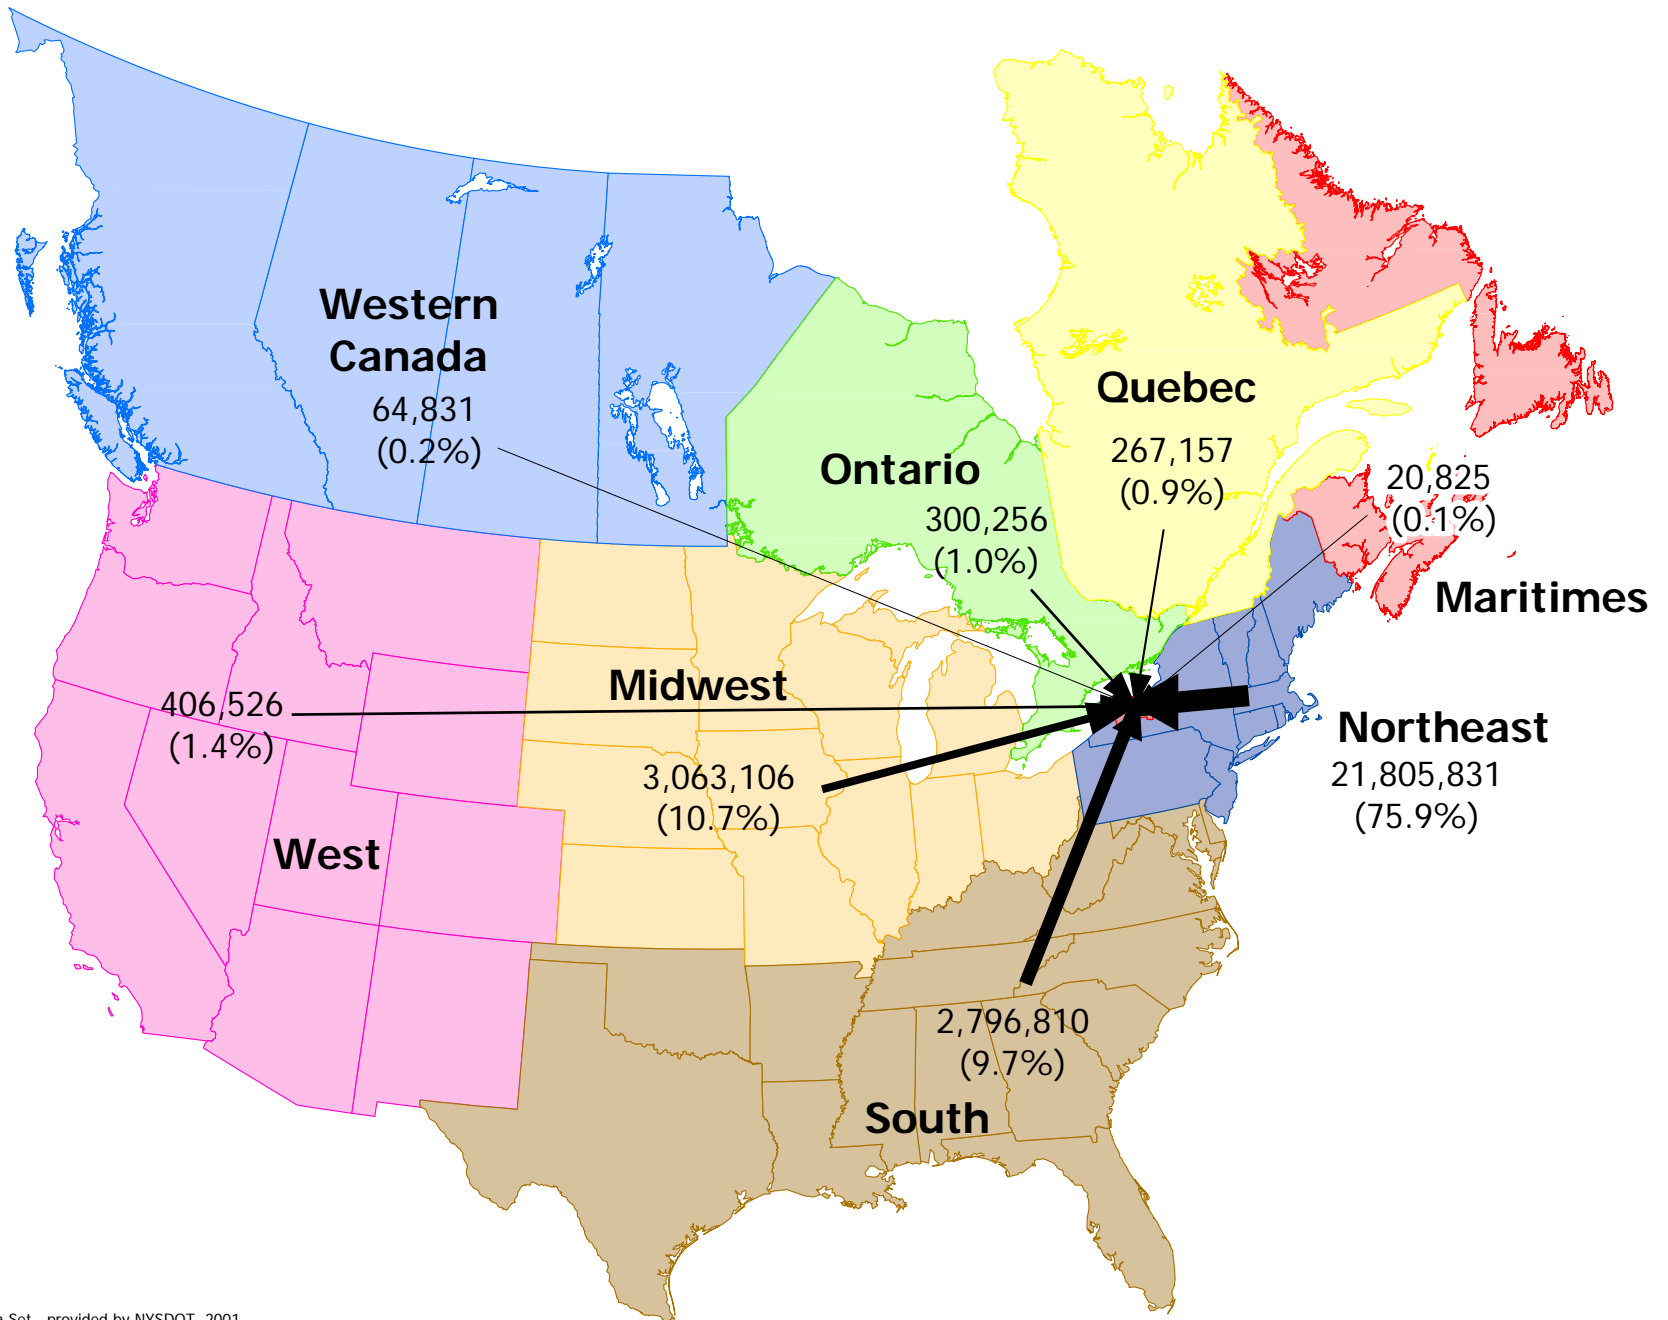 Western
Canada
64,831
(0.2%)
Ontario
300,256
(1.0%)
Quebec
267,157
(0.9%)
20,825
(0.1%)
Maritimes
Midwest
3,063,106
(10.7%)
406,526
(1.4%)
West
Northeast
21,805,831
(75.9%)
2,796,810
(9.7%)
South
Set provided by NYSDOT, 2001